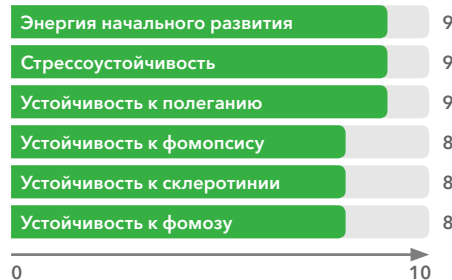 Энергия начального развития 9
Стрессоустойчивость 9
Устойчивость к полеганию 9
Устойчивость к фомопсису 8
Устойчивость к склеротинии 8
Устойчивость к фомозу 8
0 10